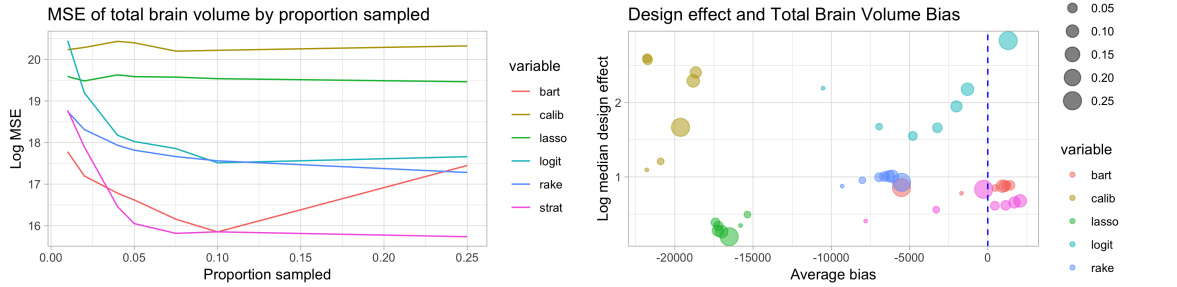 MSE of total brain volume by proportion sampled
Log MSE
20
19
18
17
16
0.00
0.05
0.10
0.15
0.20
0.25
Proportion sampled
variable
bart
calib
lasso
logit
rake
strat
Design effect and Total Brain Volume Bias
Log median design effect
2
1
-20000
-15000
-10000
-5000
0
Average bias
0.05
0.10
0.15
0.20
0.25
variable
bart
calib
lasso
logit
rake